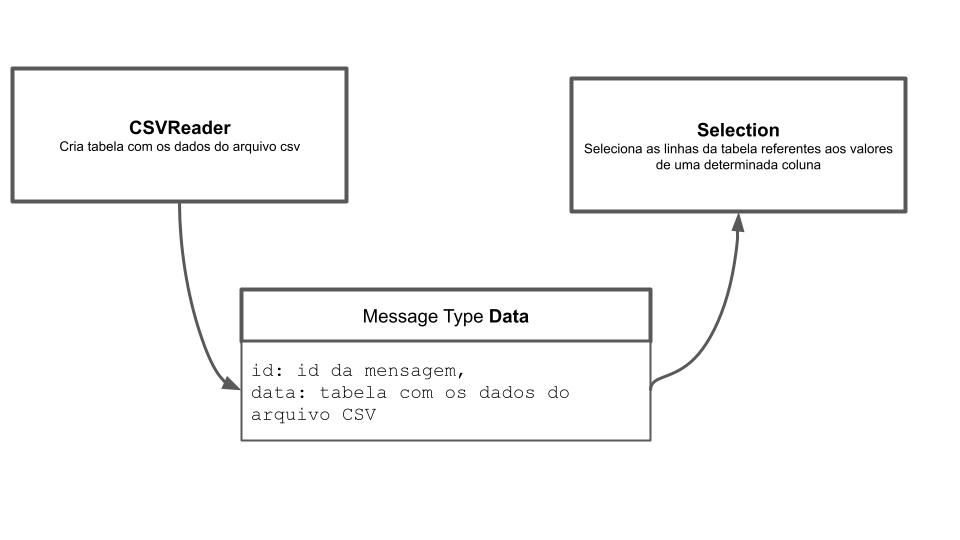 CSVReader
Cria tabela com os dados do arquivo csv
Selection
Seleciona as linhas da tabela referentes aos valores
de uma determinada coluna
Message Type Data
id: id da mensagem,
data: tabela com os dados do
arquivo CSV